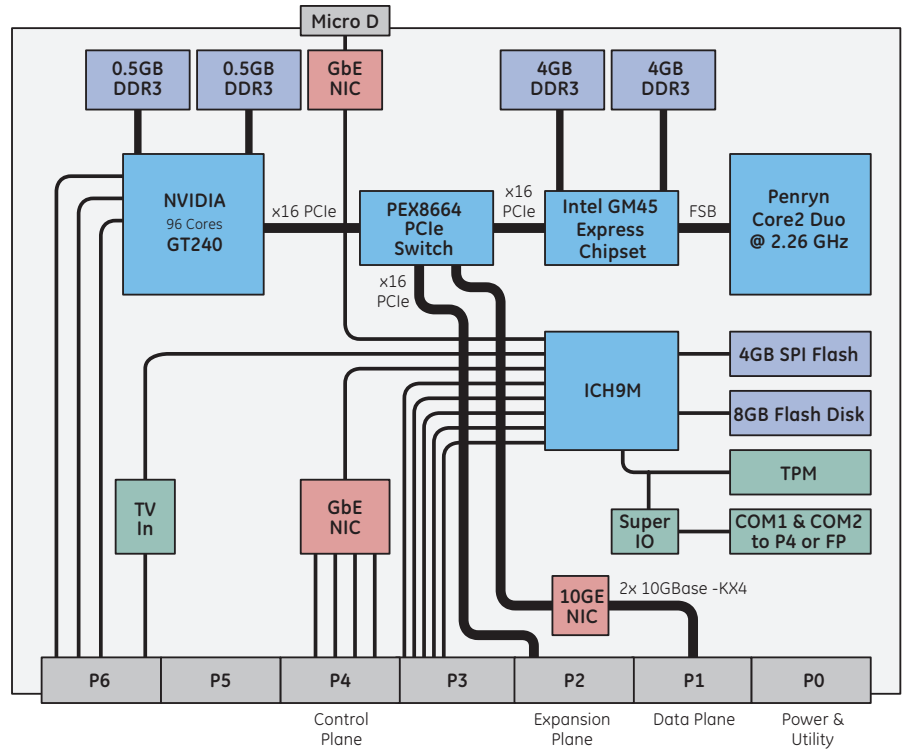 Micro D
0.5GB
DDR3
0.5GB
DDR3
GbE
NIC
4GB
DDR3
4GB
DDR3
NVIDIA
96 Cores
GT240
x16 PCIe
PEX8664
PCIe
Switch
x16
PCIe
Intel GM45
Express
Chipset
FSB
Penryn
Core2 Duo
@ 2.26 GHz
x16
PCIe
ICH9M
4GB SPI Flash
8GB Flash Disk
TPM
TV
In
GbE
NIC
Super
IO
COM1 & COM2
to P4 or FP
10GE
NIC
2x 10GBase -KX4
P6
P5
P4
P3
P2
P1
P0
Control
Plane
Expansion
Plane
Data Plane
Power &
Utility